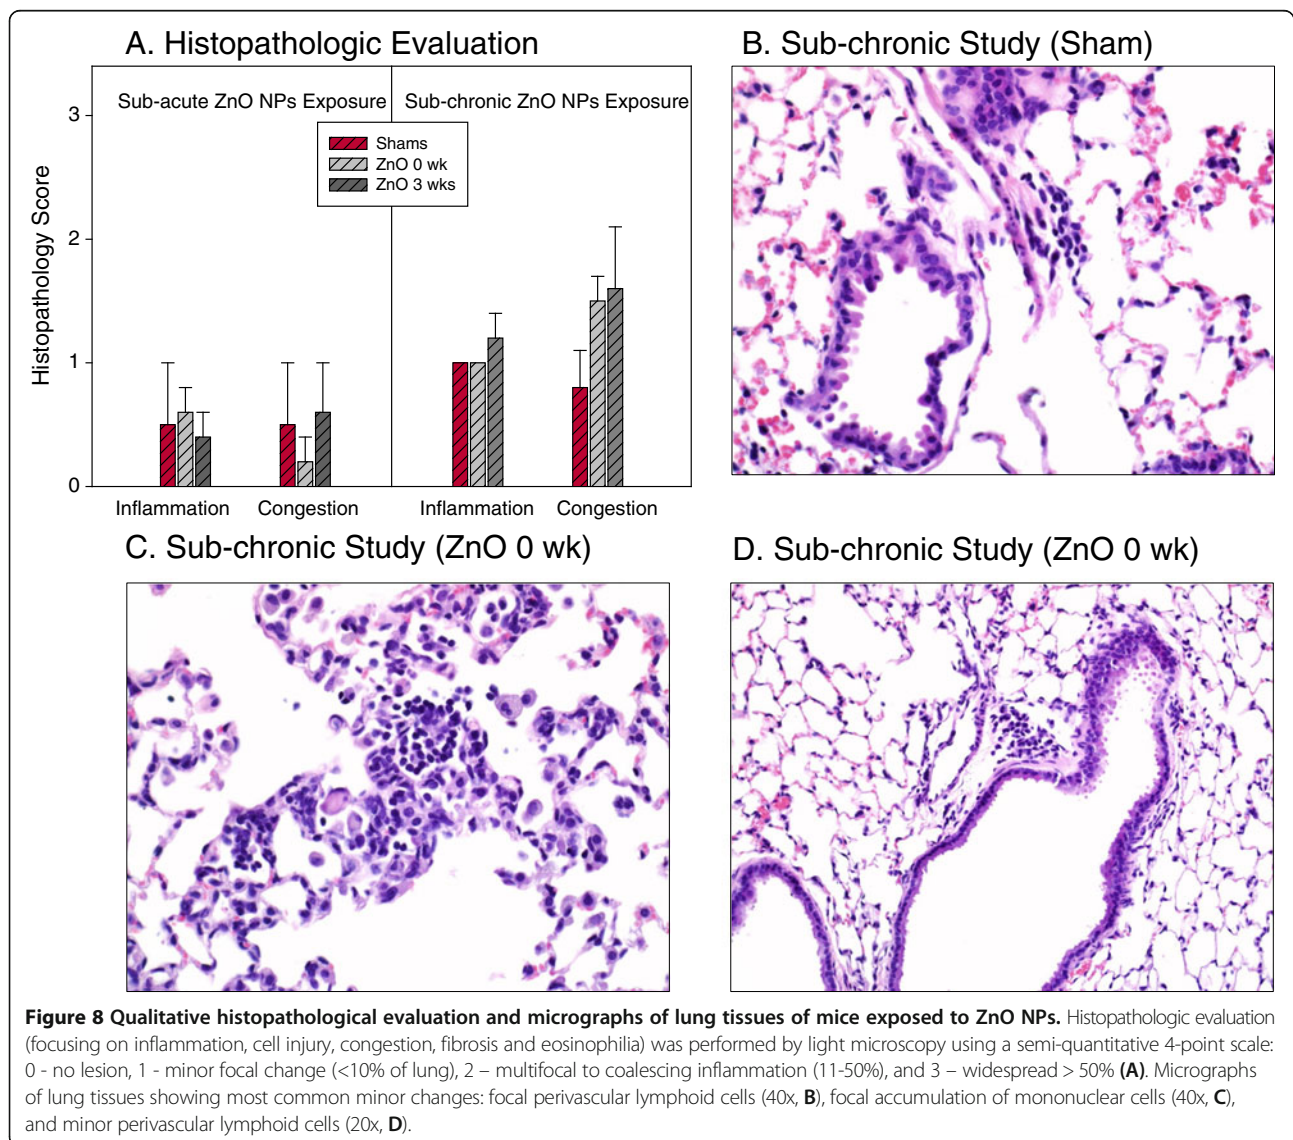 A. Histopathologic Evaluation
B. Sub-chronic Study (Sham)
Sub-acute ZnO NPs Exposure
Sub-chronic ZnO NPs Exposure
Shams
ZnO 0 wk
ZnO 3 wks
Histopathology Score
3
2
1
0
Inflammation
Congestion
Inflammation
Congestion
C. Sub-chronic Study (ZnO 0 wk)
D. Sub-chronic Study (ZnO 0 wk)
Figure 8 Qualitative histopathological evaluation and micrographs of lung tissues of mice exposed to ZnO NPs. Histopathologic evaluation
(focusing on inflammation, cell injury, congestion, fibrosis and eosinophilia) was performed by light microscopy using a semi-quantitative 4-point scale:
0 - no lesion, 1 - minor focal change (<10% of lung), 2 – multifocal to coalescing inflammation (11-50%), and 3 – widespread > 50% (A). Micrographs
of lung tissues showing most common minor changes: focal perivascular lymphoid cells (40x, B), focal accumulation of mononuclear cells (40x, C),
and minor perivascular lymphoid cells (20x, D).